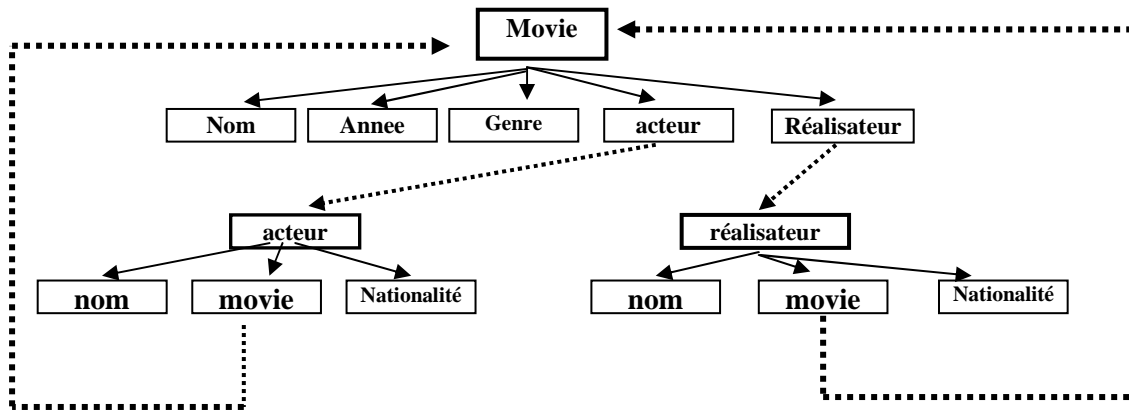 Movie
Nom
Annee
Genre
acteur
Réalisateur
acteur
réalisateur
nom
movie
Nationalité
nom
movie
Nationalité